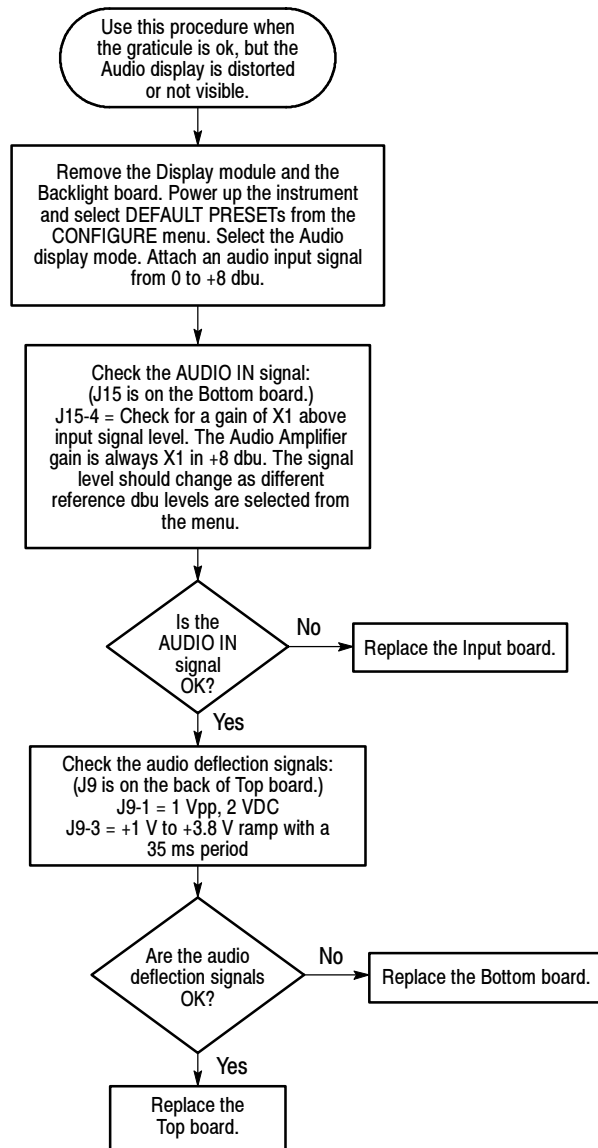 Use this procedure when
the graticule is ok, but the
Audio display is distorted
or not visible.
Remove the Display module and the
Backlight board. Power up the instrument
and select DEFAULT PRESETs from the
CONFIGURE menu. Select the Audio
display mode. Attach an audio input signal
from 0 to +8 dbu.
Check the AUDIO IN signal:
(J15 is on the Bottom board.)
J15-4 = Check for a gain of X1 above
input signal level. The Audio Amplifier
gain is always X1 in +8 dbu. The signal
level should change as different
reference dbu levels are selected from
the menu.
Is the
AUDIO IN
signal
OK?
No
Replace the Input board.
Yes
Check the audio deflection signals:
(J9 is on the back of Top board.)
J9-1 = 1 Vpp, 2 VDC
J9-3 = +1 V to +3.8 V ramp with a
35 ms period
Are the audio
deflection signals
OK?
No
Replace the Bottom board.
Yes
Replace the
Top board.